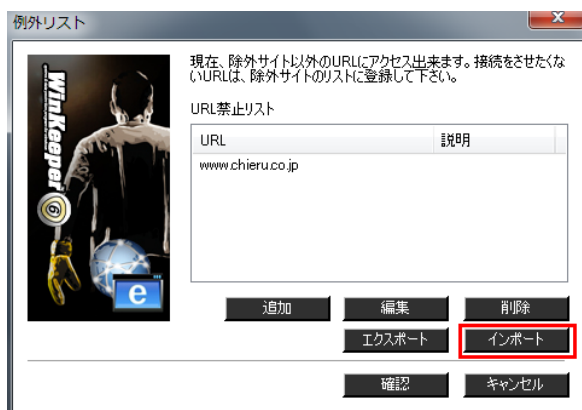 例外リスト
現在、除外サイト以外のURLにアクセス出来ます。接続をさせたくな
いURLは、除外サイトのリストに登録して下さい。
URL禁止リスト
URL 説明
www.chieru.co.jp
WinKeeper
6
e
追加 編集 削除
エクスポート インポート
確認 キャンセル